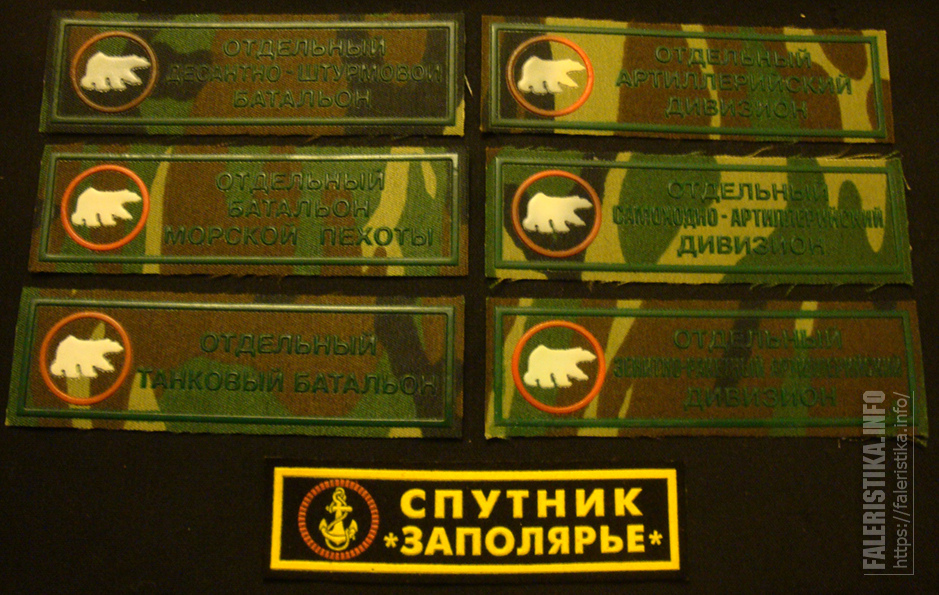 ОТДЕЛЬНЫЙ
ДЕСАНТНО-ШТУРМОВОЙ
БАТАЛЬОН
ОТДЕЛЬНЫЙ
АРТИЛЛЕРИЙСКИЙ
ДИВИЗИОН
ОТДЕЛЬНЫЙ
БАТАЛЬОН
МОРСКОЙ ПЕХОТЫ
ОТДЕЛЬНЫЙ
САМОХОДНО-АРТИЛЛЕРИЙСКИЙ
ДИВИЗИОН
ОТДЕЛЬНЫЙ
ТАНКОВЫЙ БАТАЛЬОН
ОТДЕЛЬНЫЙ
ДИВИЗИОН
СПУТНИК
*ЗАПОЛЯРЬЕ*
FALERISTIKA.INFO
https://faleristika.info/